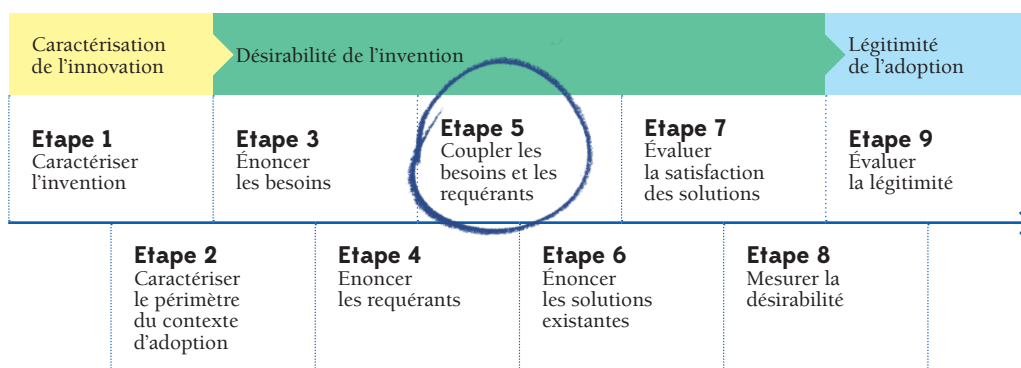 Caractérisation
de l'innovation
Désirabilité de l'invention
Légitimité
de l'adoption
Etape 1
Caractériser
l'invention
Etape 3
Énoncer
les besoins
Etape 5
Coupler les
besoins et les
requérants
Etape 7
Évaluer
la satisfaction
des solutions
Etape 9
Évaluer
la légitimité
Etape 2
Caractériser
le périmètre
du contexte
d'adoption
Etape 4
Enoncer
les requérants
Etape 6
Énoncer
les solutions
existantes
Etape 8
Mesurer la
désirabilité